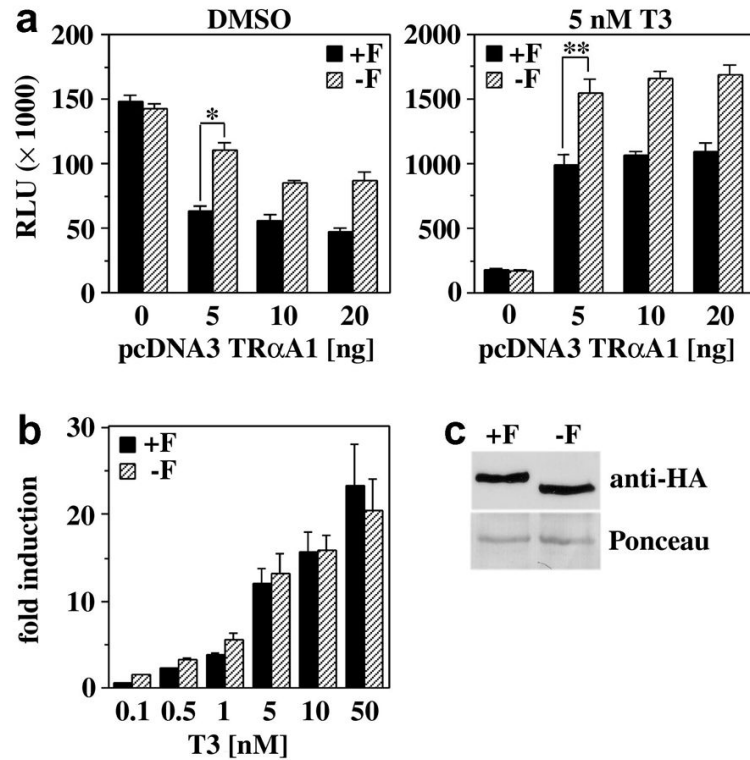 a
DMSO
5 nM T3
200
150
100
50
0
RLU (× 1000)
+F
-F
*
0 5 10 20
pcDNA3 TRαA1 [ng]
2000
1500
1000
500
0
+F
-F
**
0 5 10 20
pcDNA3 TRαA1 [ng]
b
30
20
10
0
fold induction
+F
-F
0.1 0.5 1 5 10 50
T3 [nM]
c
+F -F
anti-HA
Ponceau